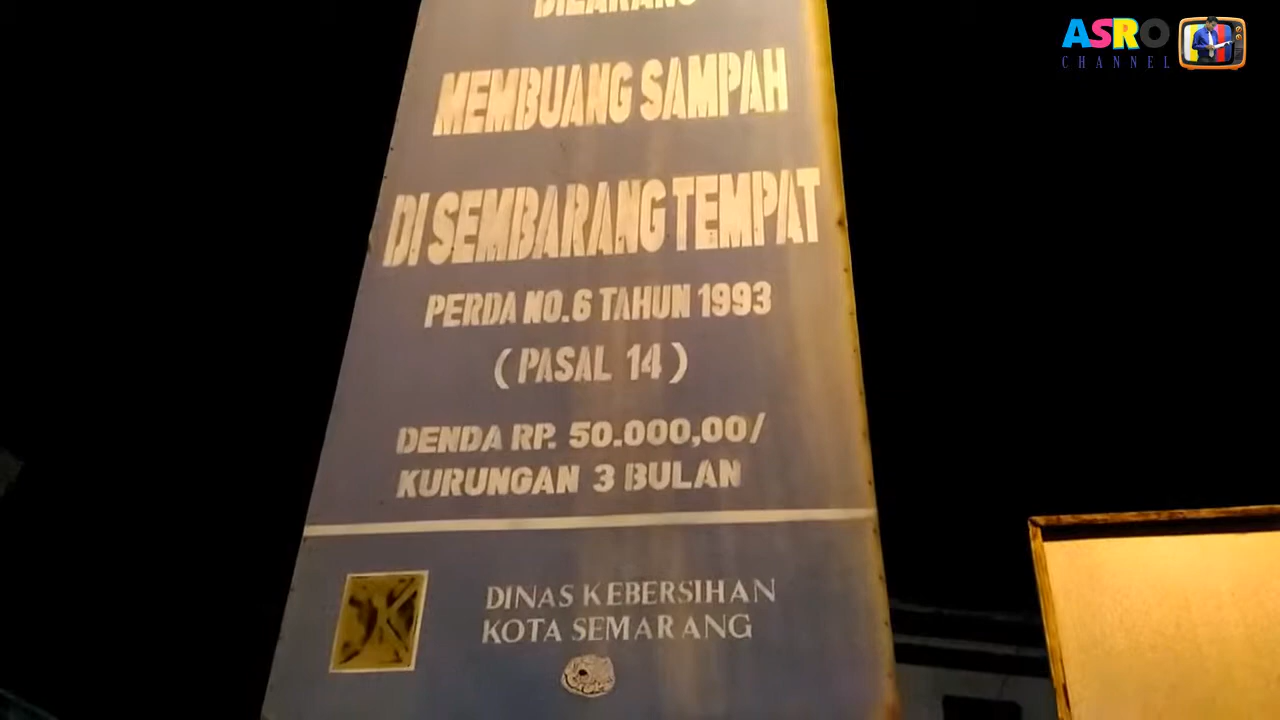 DILARANG
MEMBUANG SAMPAH
DI SEMBARANG TEMPAT
PERDA NO.6 TAHUN 1993
( PASAL 14 )
DENDA RP. 50.000,00/
KURUNGAN 3 BULAN
DINAS KEBERSIHAN
KOTA SEMARANG
ASRO
CHANNEL